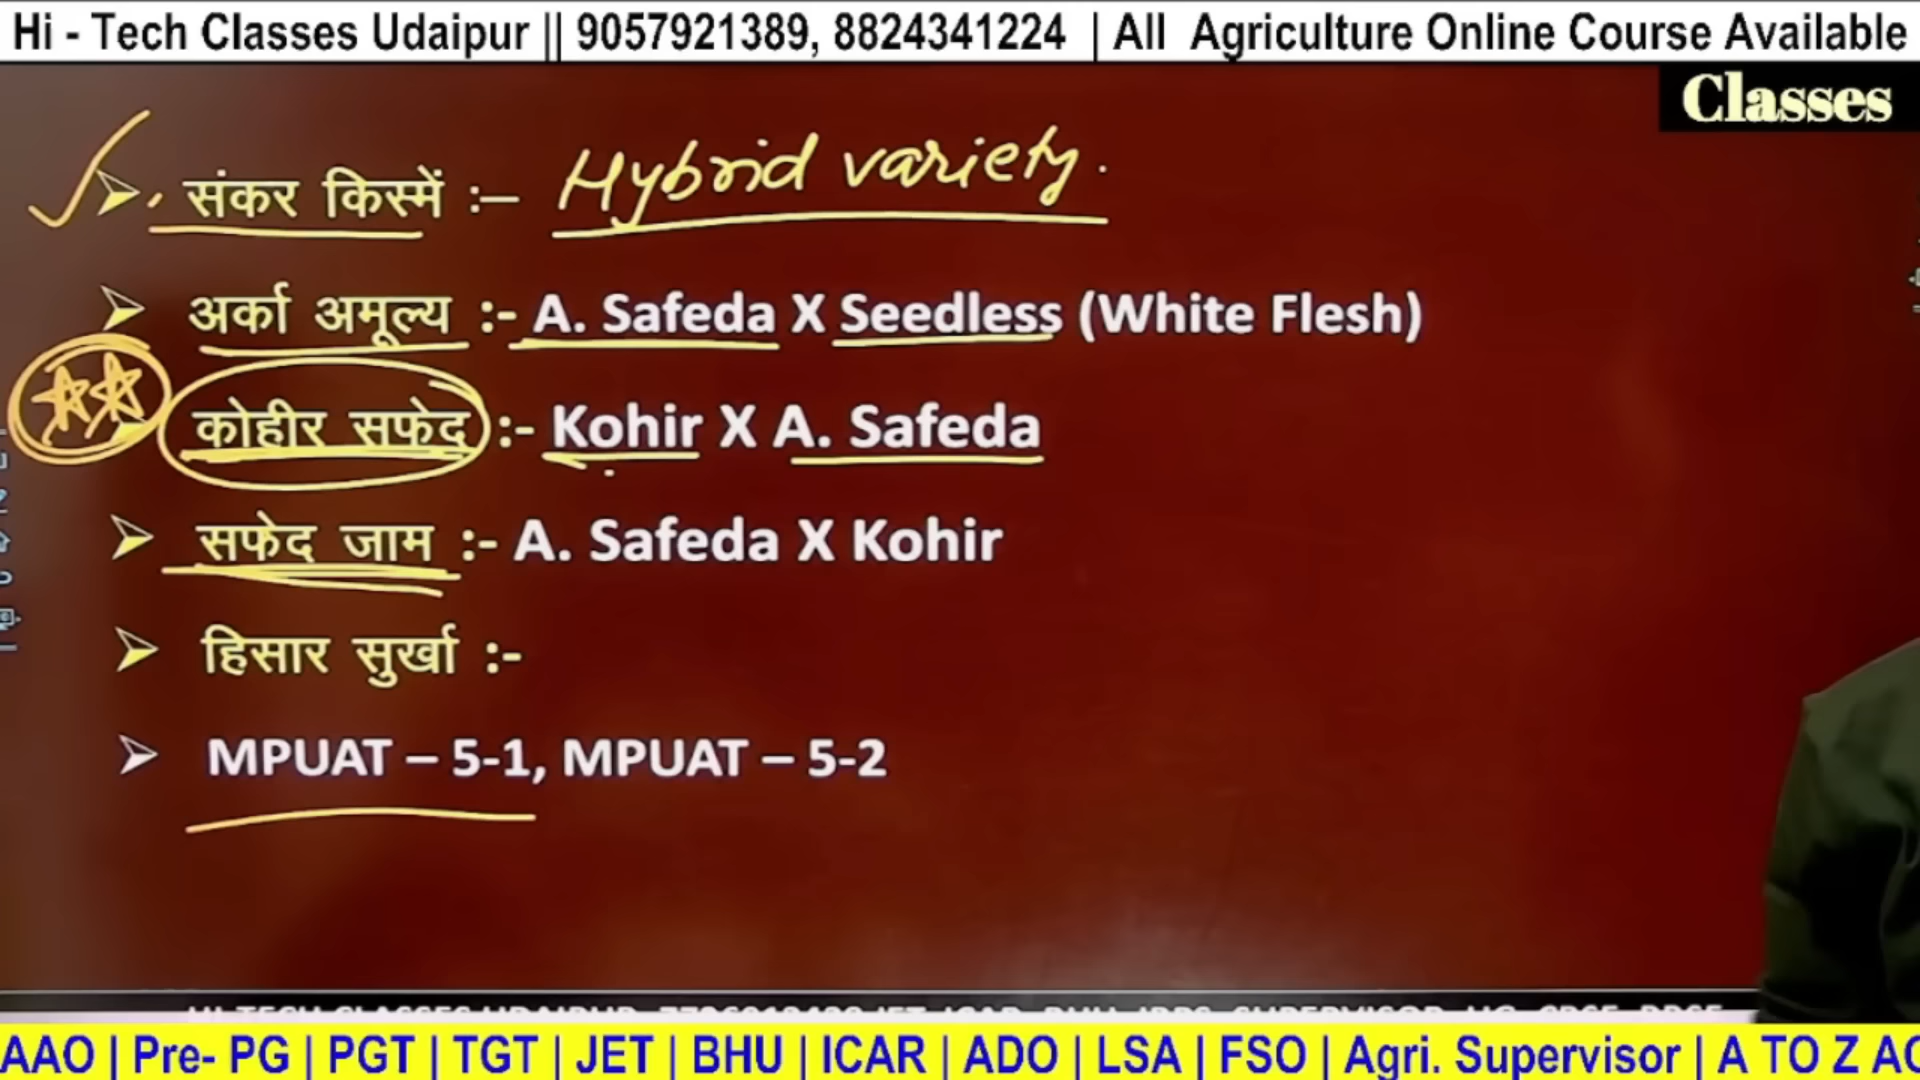 Hi - Tech Classes Udaipur || 9057921389, 8824341224 | All Agriculture Online Course Available
Classes
संकर किस्में :– Hybrid variety.
अर्का अमूल्य :- A. Safeda X Seedless (White Flesh)
कोहीर सफेद :- Kohir X A. Safeda
सफेद जाम :- A. Safeda X Kohir
हिसार सुर्खा :-
MPUAT – 5-1, MPUAT – 5-2
AAO | Pre- PG | PGT | TGT | JET | BHU | ICAR | ADO | LSA | FSO | Agri. Supervisor | A TO Z